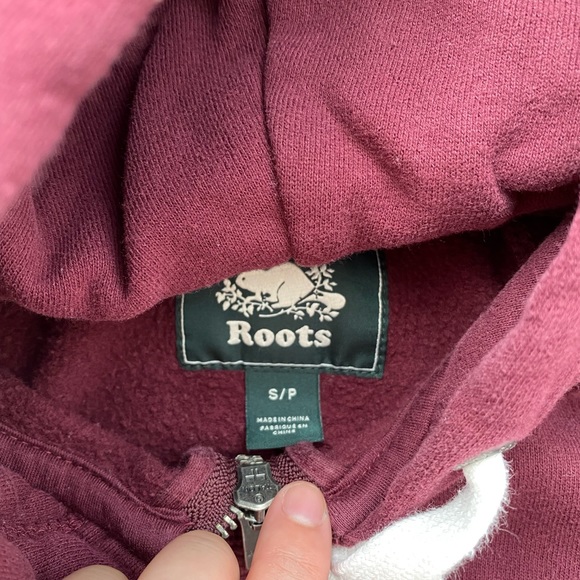 Roots
S/P
MADE IN CHINA
FABRIQUÉ EN
CHINE